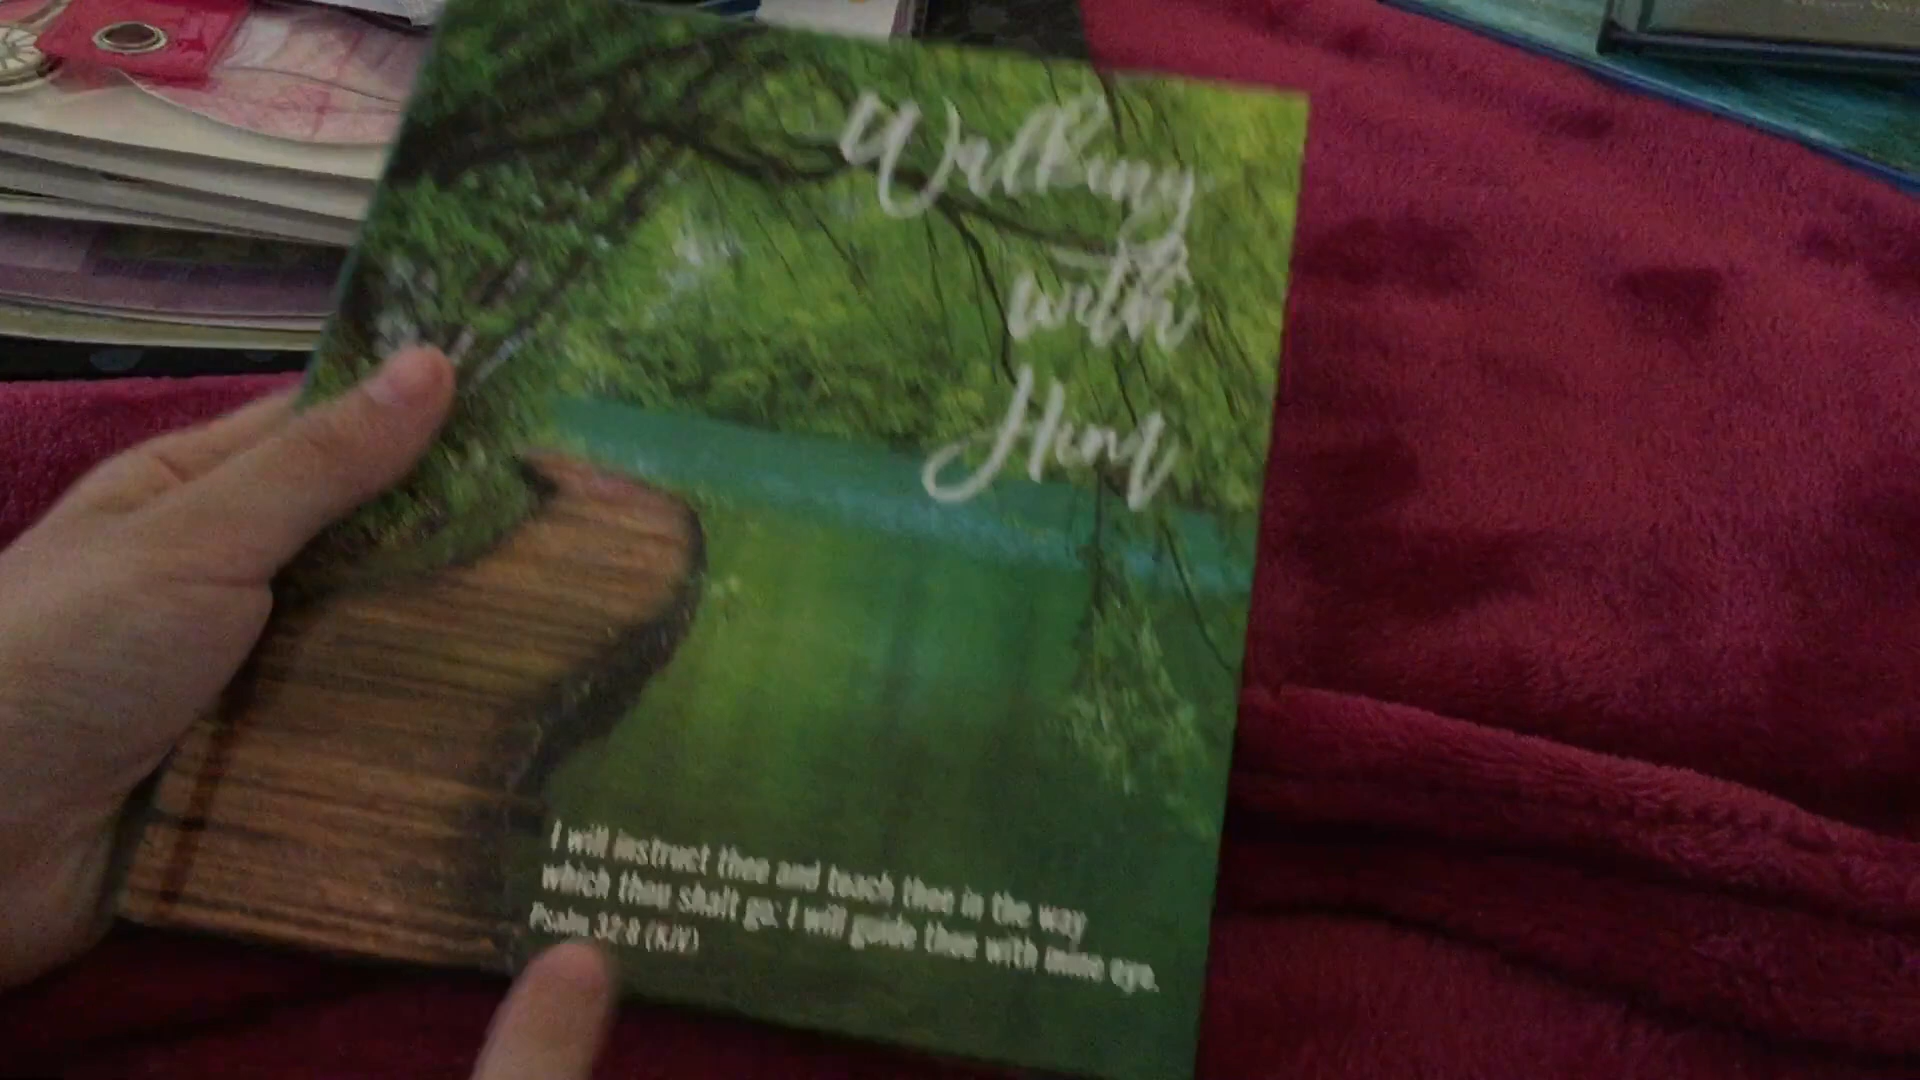 Walking
with
Him
I will instruct thee and teach thee in the way
which thou shalt go: I will guide thee with mine eye.
Psalm 32:8 (KJV)